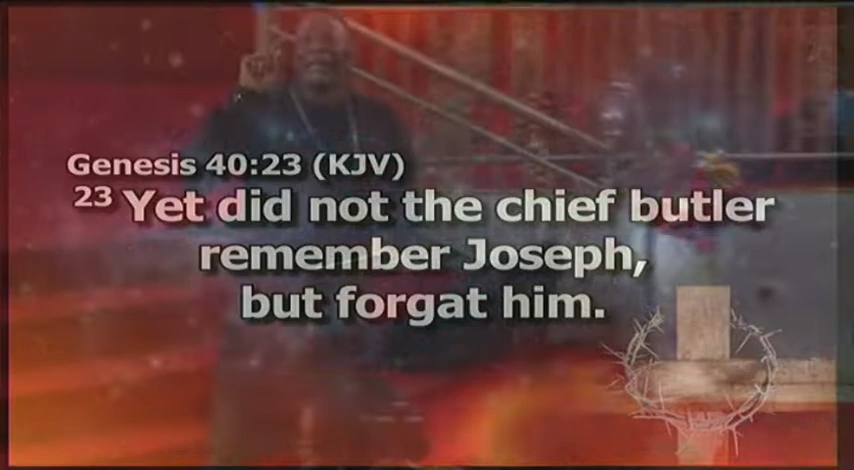 Genesis 40:23 (KJV)
23 Yet did not the chief butler
remember Joseph,
but forgat him.